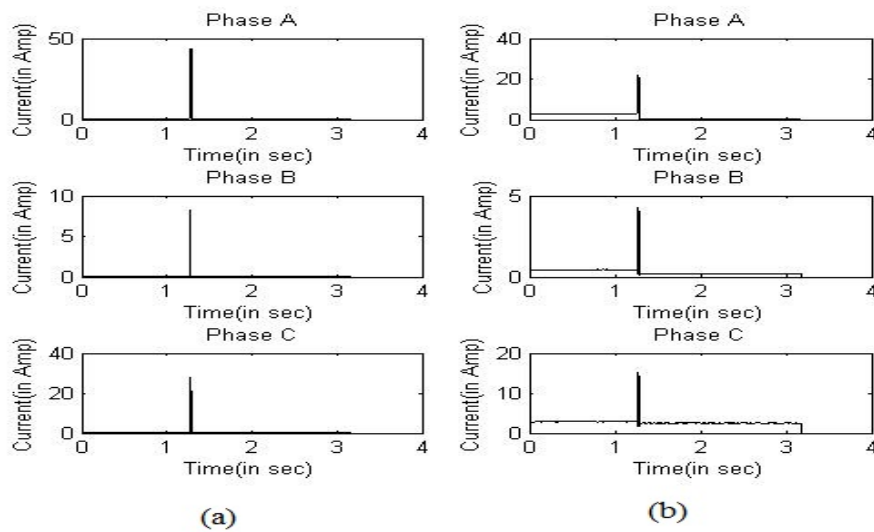 Phase A
Current(in Amp)
50
0
0 1 2 3 4
Time(in sec)
Phase B
Current(in Amp)
10
5
0
0 1 2 3 4
Time(in sec)
Phase C
Current(in Amp)
40
20
0
0 1 2 3 4
Time(in sec)
(a)
Phase A
Current(in Amp)
40
20
0
0 1 2 3 4
Time(in sec)
Phase B
Current(in Amp)
5
0
0 1 2 3 4
Time(in sec)
Phase C
Current(in Amp)
20
10
0
0 1 2 3 4
Time(in sec)
(b)